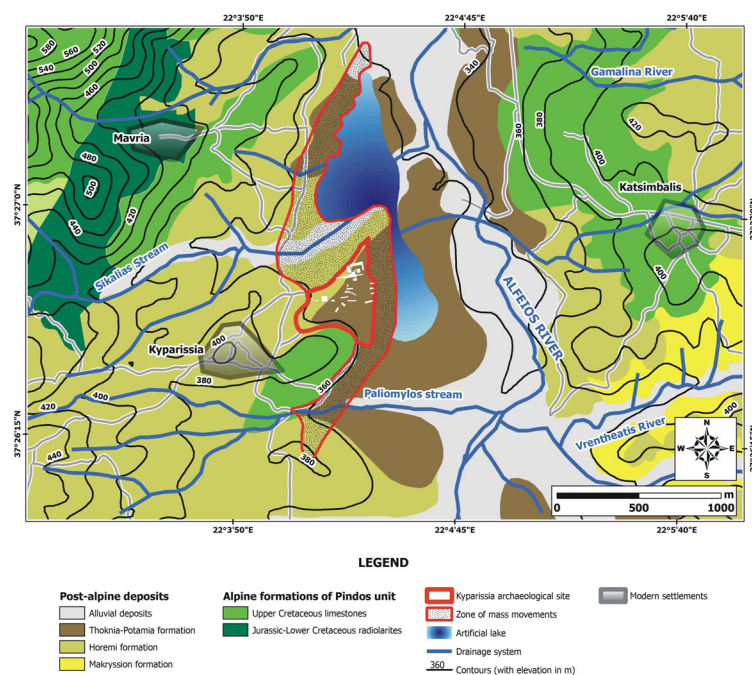 22°3'50"E
22°4'45"E
22°5'40"E
580
560
520
540
500
460
340
Gamalina River
360
380
420
400
Mavria
480
500
420
440
Katsimbalis
37°27'0"N
400
Sikalias Stream
ALFEIOS RIVER
Kyparissia
400
380
360
400
420
Paliomylos stream
37°26'15"N
440
380
Vrentheatis River
400
N
W
E
S
m
0
500
1000
22°3'50"E
22°4'45"E
22°5'40"E
LEGEND
Post-alpine deposits
Alluvial deposits
Thoknia-Potamia formation
Horemi formation
Makryssion formation
Alpine formations of Pindos unit
Upper Cretaceous limestones
Jurassic-Lower Cretaceous radiolarites
Kyparissia archaeological site
Zone of mass movements
Artificial lake
Drainage system
360
Contours (with elevation in m)
Modern settlements